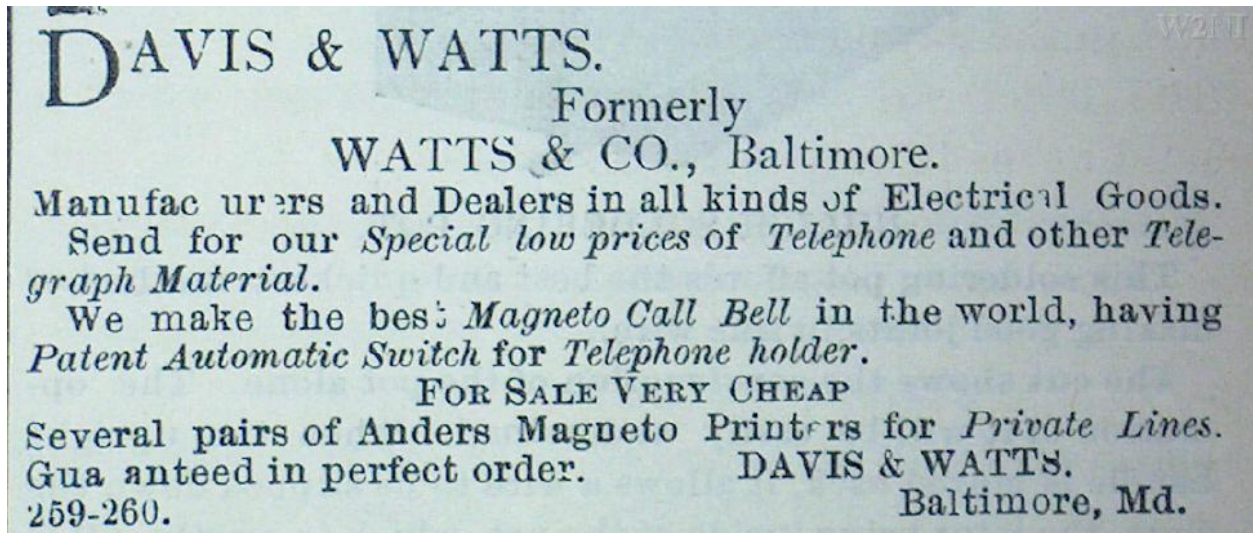 W2NI
DAVIS & WATTS.
Formerly
WATTS & CO., Baltimore.
Manufac urers and Dealers in all kinds of Electrical Goods.
Send for our Special low prices of Telephone and other Tele-
graph Material.
We make the best Magneto Call Bell in the world, having
Patent Automatic Switch for Telephone holder.
FOR SALE VERY CHEAP
Several pairs of Anders Magneto Printers for Private Lines.
Gua anteed in perfect order. DAVIS & WATTS.
259-260. Baltimore, Md.